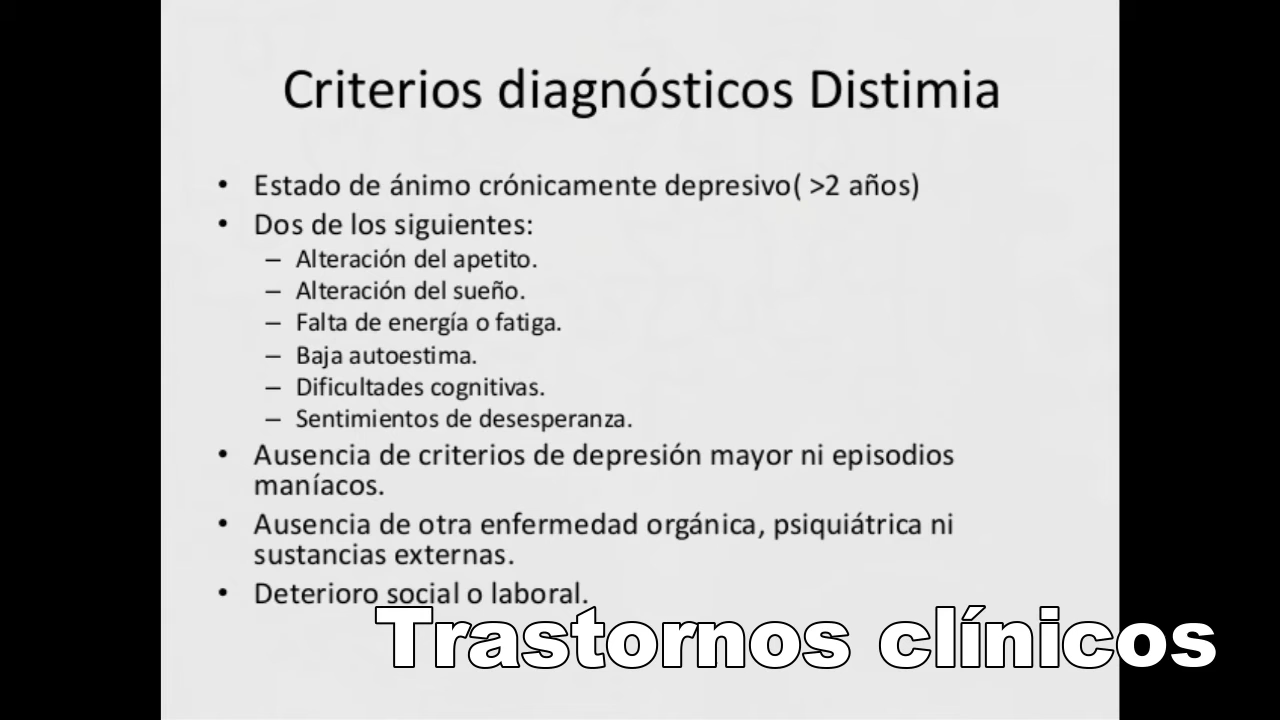 Criterios diagnósticos Distimia
• Estado de ánimo crónicamente depresivo( >2 años)
• Dos de los siguientes:
– Alteración del apetito.
– Alteración del sueño.
– Falta de energía o fatiga.
– Baja autoestima.
– Dificultades cognitivas.
– Sentimientos de desesperanza.
• Ausencia de criterios de depresión mayor ni episodios
maníacos.
• Ausencia de otra enfermedad orgánica, psiquiátrica ni
sustancias externas.
• Deterioro social o laboral.
Trastornos clínicos